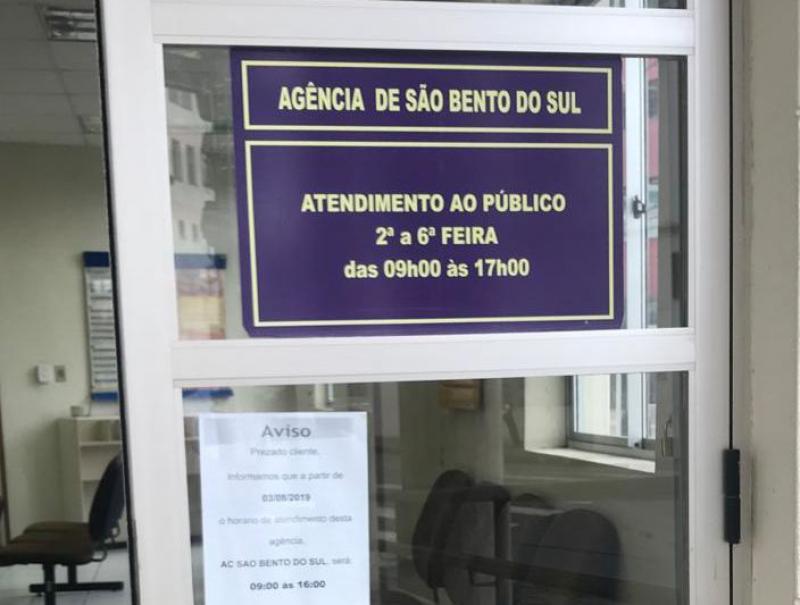 AGÊNCIA DE SÃO BENTO DO SUL
ATENDIMENTO AO PÚBLICO
2ª a 6ª FEIRA
das 09h00 às 17h00
Aviso
Prezado cliente,
Informamos que a partir de
03/06/2019
o horário de atendimento desta
agência,
AC SAO BENTO DO SUL, será:
09:00 às 16:00